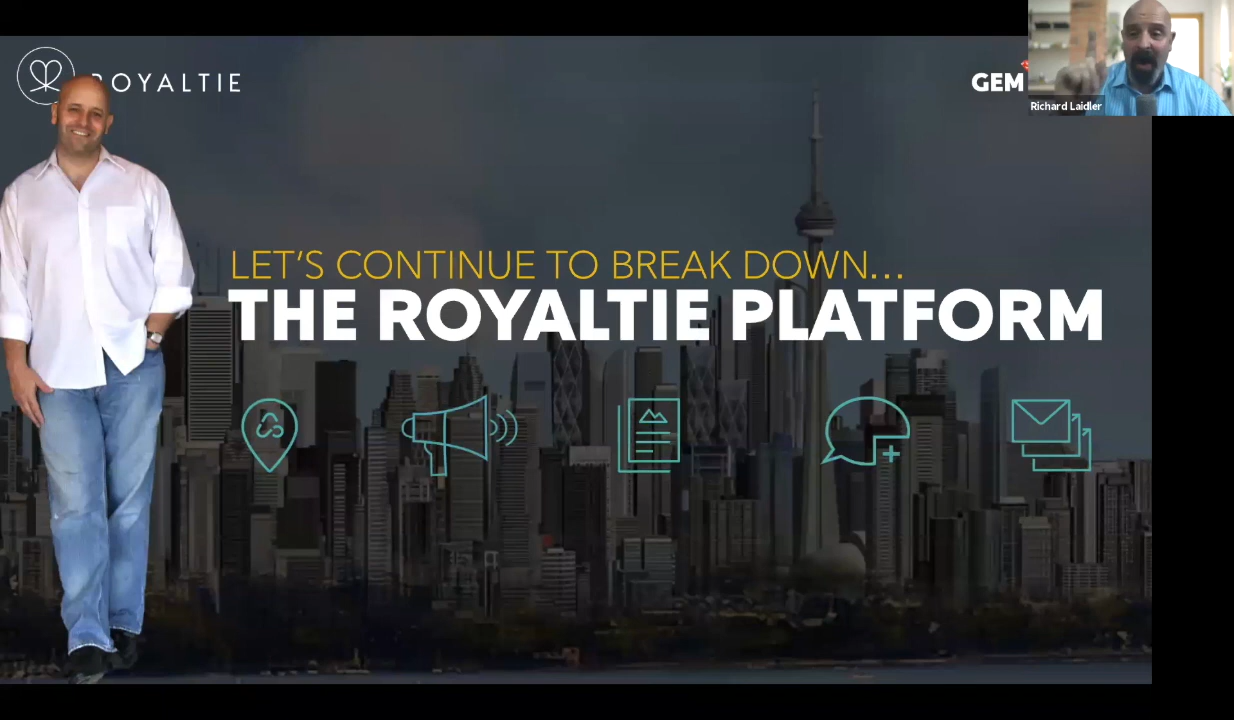 ROYALTIE
GEM
Richard Laidler
LET'S CONTINUE TO BREAK DOWN...
THE ROYALTIE PLATFORM